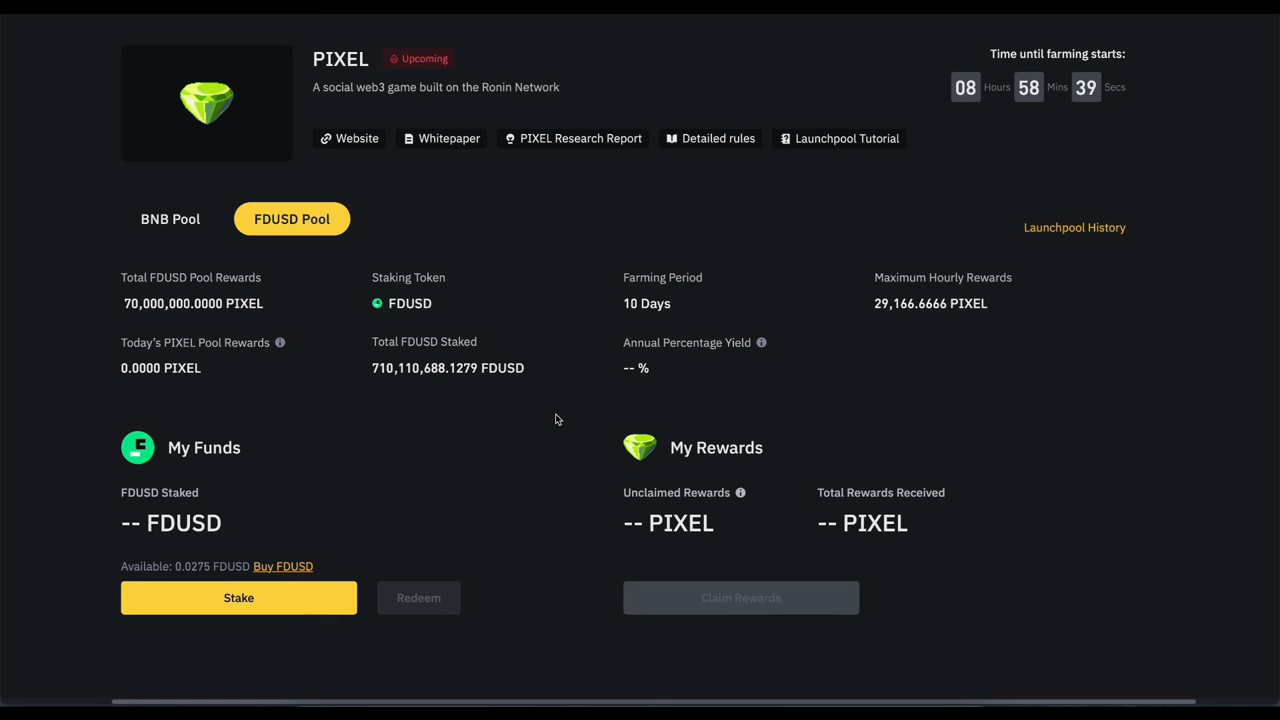 PIXEL Upcoming
Time until farming starts:
A social web3 game built on the Ronin Network
08 Hours 58 Mins 39 Secs
Website Whitepaper PIXEL Research Report Detailed rules Launchpool Tutorial
BNB Pool FDUSD Pool
Launchpool History
Total FDUSD Pool Rewards Staking Token Farming Period Maximum Hourly Rewards
70,000,000.0000 PIXEL FDUSD 10 Days 29,166.6666 PIXEL
Today's PIXEL Pool Rewards Total FDUSD Staked Annual Percentage Yield
0.0000 PIXEL 710,110,688.1279 FDUSD -- %
My Funds My Rewards
FDUSD Staked Unclaimed Rewards Total Rewards Received
-- FDUSD -- PIXEL -- PIXEL
Available: 0.0275 FDUSD Buy FDUSD
Stake Redeem Claim Rewards